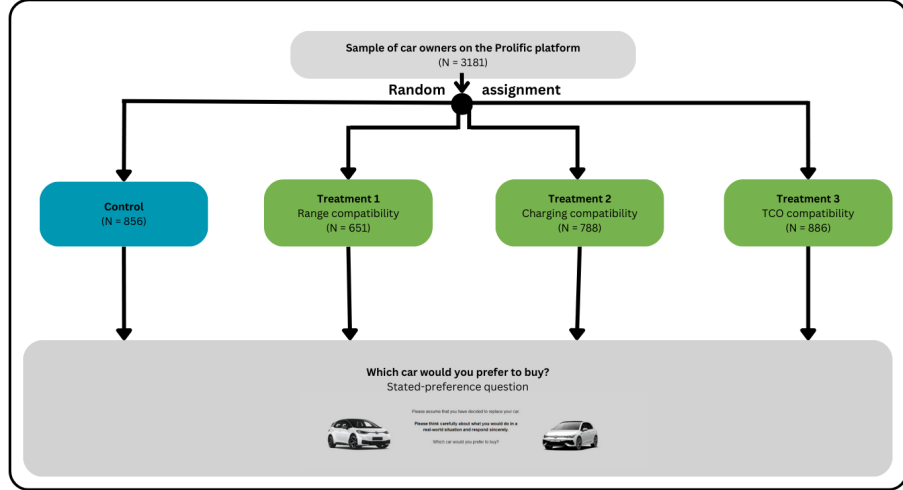 Sample of car owners on the Prolific platform
(N = 3181)
Random assignment
Control
(N = 856)
Treatment 1
Range compatibility
(N = 651)
Treatment 2
Charging compatibility
(N = 788)
Treatment 3
TCO compatibility
(N = 886)
Which car would you prefer to buy?
Stated-preference question
Please assume that you have decided to replace your car.
Please think carefully about what you would do in a
real-world situation and respond sincerely.
Which car would you prefer to buy?